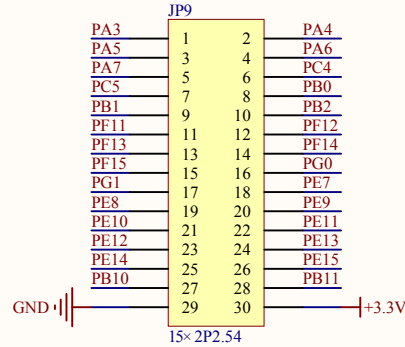 JP9
PA3 1 2 PA4
PA5 3 4 PA6
PA7 5 6 PC4
PC5 7 8 PB0
PB1 9 10 PB2
PF11 11 12 PF12
PF13 13 14 PF14
PF15 15 16 PG0
PG1 17 18 PE7
PE8 19 20 PE9
PE10 21 22 PE11
PE12 23 24 PE13
PE14 25 26 PE15
PB10 27 28 PB11
GND 29 30 +3.3V
15×2P2.54